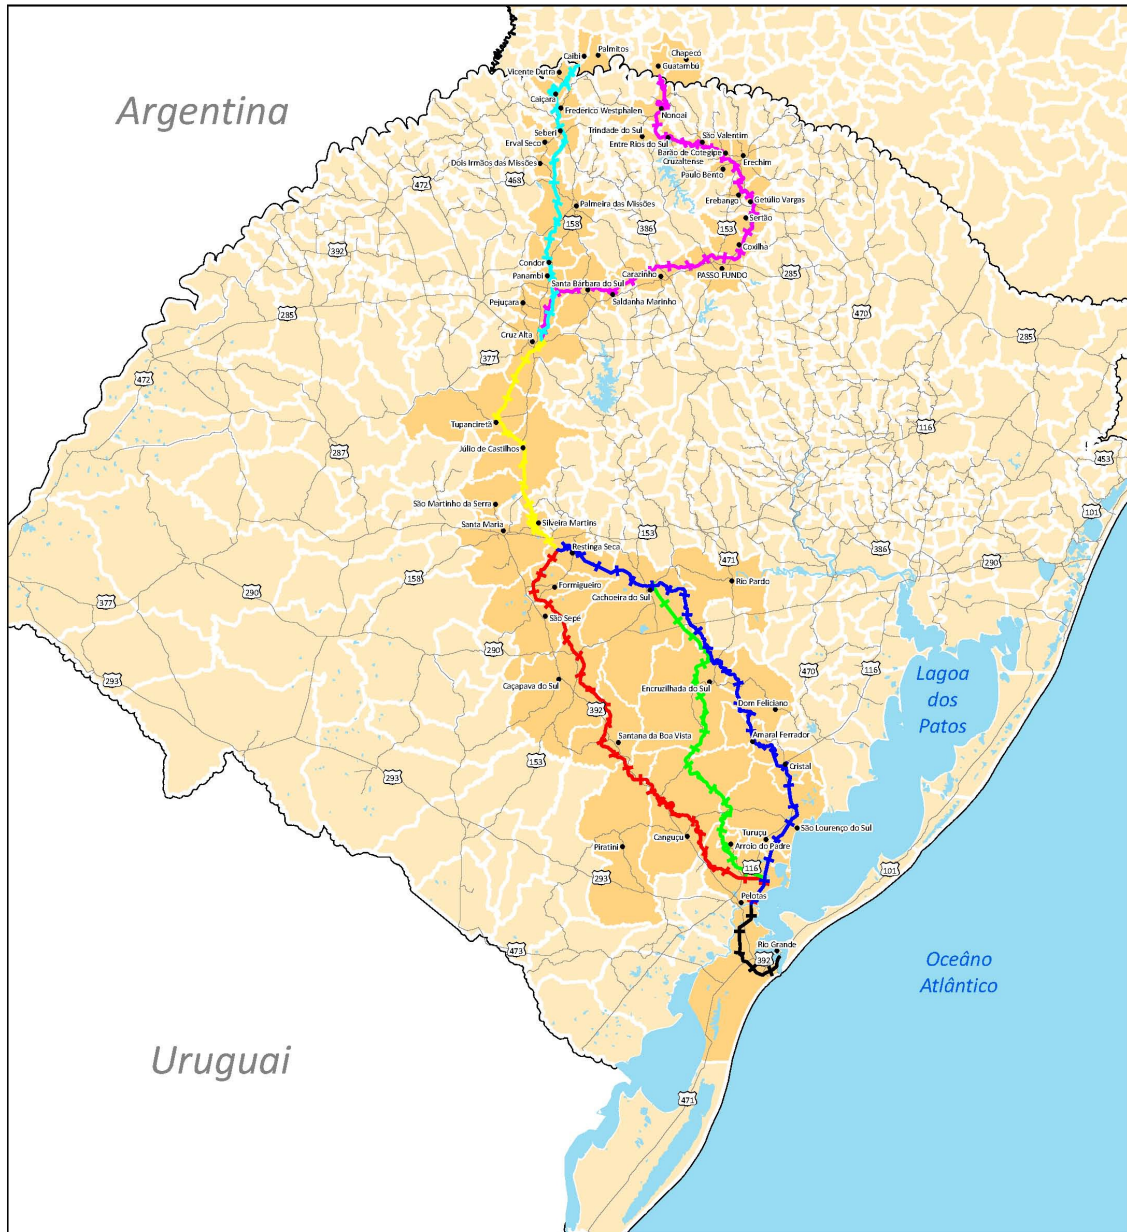 Caibi
Palmitos
Chapecó
Guatambú
Vicente Dutra
Argentina
Caiçara
Frederico Westphalen
Nonoai
Seberi
Trindade do Sul
São Valentim
Erval Seco
Entre Rios do Sul
Barão de Cotegipe
Cruzaltense
Erechim
Dois Irmãos das Missões
Paulo Bento
468
472
Erebango
Getúlio Vargas
Palmeira das Missões
Sertão
158
386
153
392
Coxilha
Condor
Panambi
Carazinho
PASSO FUNDO
285
Santa Bárbara do Sul
Pejuçara
Saldanha Marinho
285
470
Cruz Alta
285
377
472
Tupanciretã
116
Júlio de Castilhos
287
453
São Martinho da Serra
101
Santa Maria
Silveira Martins
153
Restinga Seca
386
471
290
158
Rio Pardo
Formigueiro
290
Cachoeira do Sul
377
São Sepé
290
470
116
Lagoa
dos
Patos
293
Caçapava do Sul
Encruzilhada do Sul
392
Dom Feliciano
Santana da Boa Vista
Amaral Ferrador
153
Cristal
293
São Lourenço do Sul
Canguçu
Turuçu
Piratini
Arroio do Padre
116
101
293
Pelotas
473
Rio Grande
392
Oceâno
Atlântico
Uruguai
471